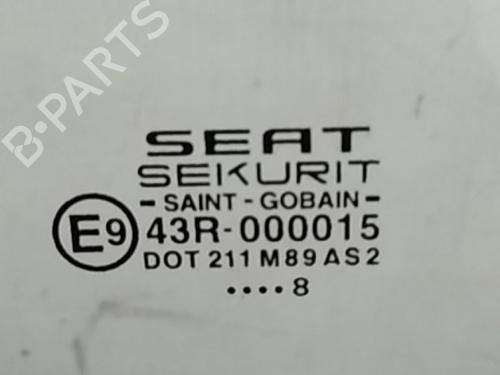 B-PARTS
SEAT
SEKURIT
- SAINT - GOBAIN -
E9 43R-000015
DOT 211 M89 AS2
....8